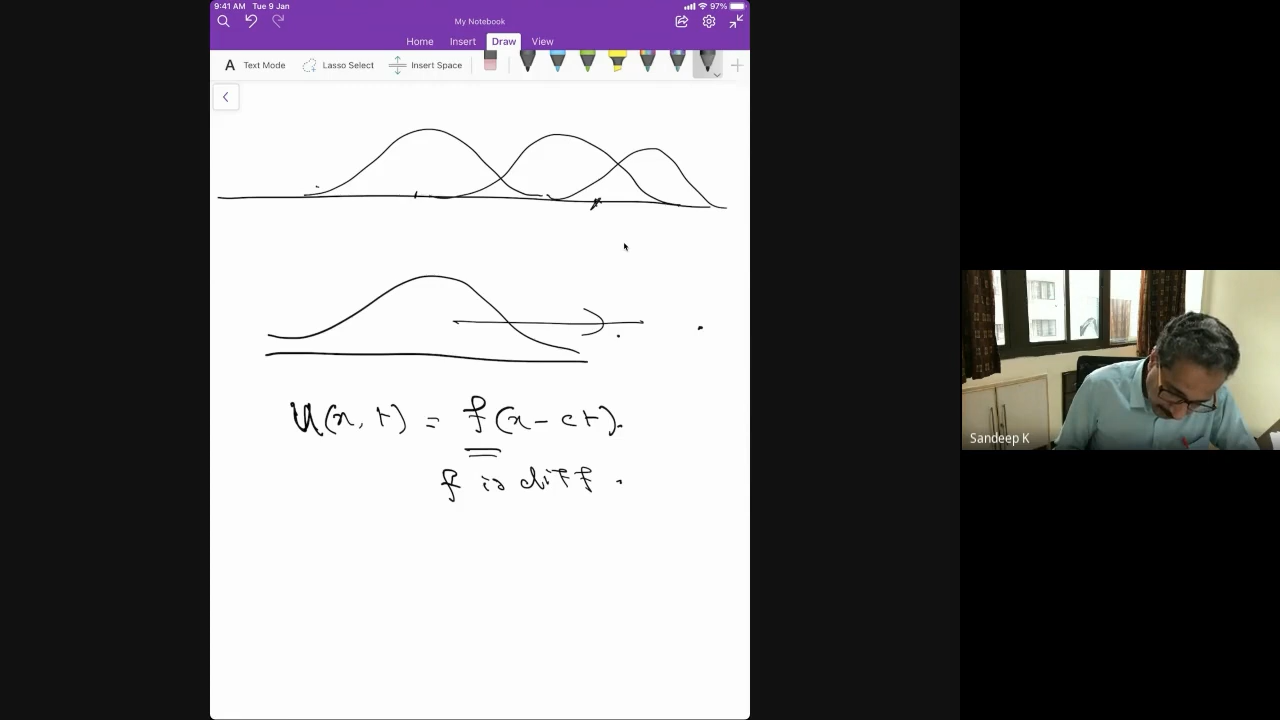 9:41 AM Tue 9 Jan
97%
My Notebook
Home Insert Draw View
A Text Mode Lasso Select Insert Space
u(x, t) = f(x - ct).
f is diff.
Sandeep K